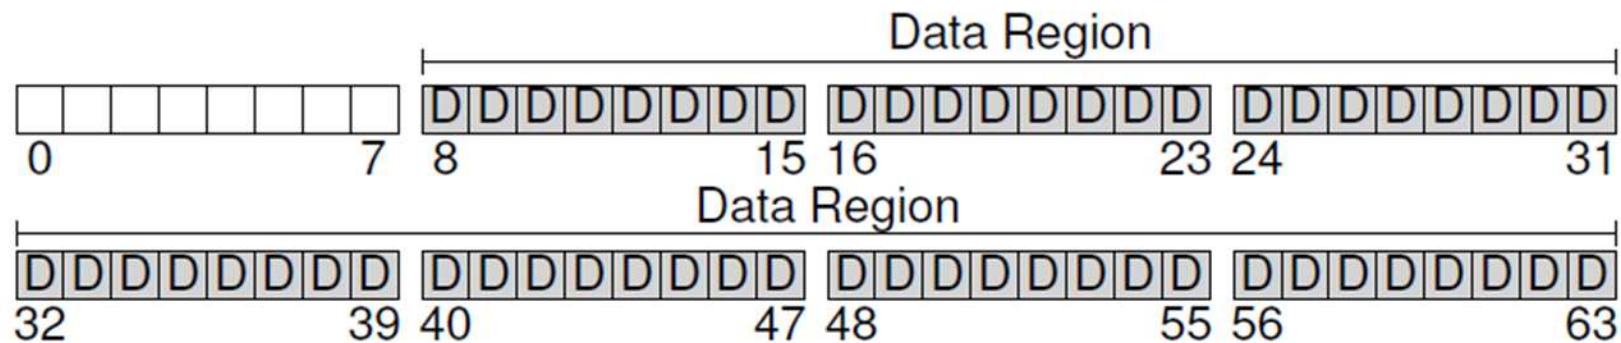 Data Region
D D D D D D D D D D D D D D D D D D D D D D D D
0 7 8 15 16 23 24 31
Data Region
D D D D D D D D D D D D D D D D D D D D D D D D D D D D D D D D
32 39 40 47 48 55 56 63